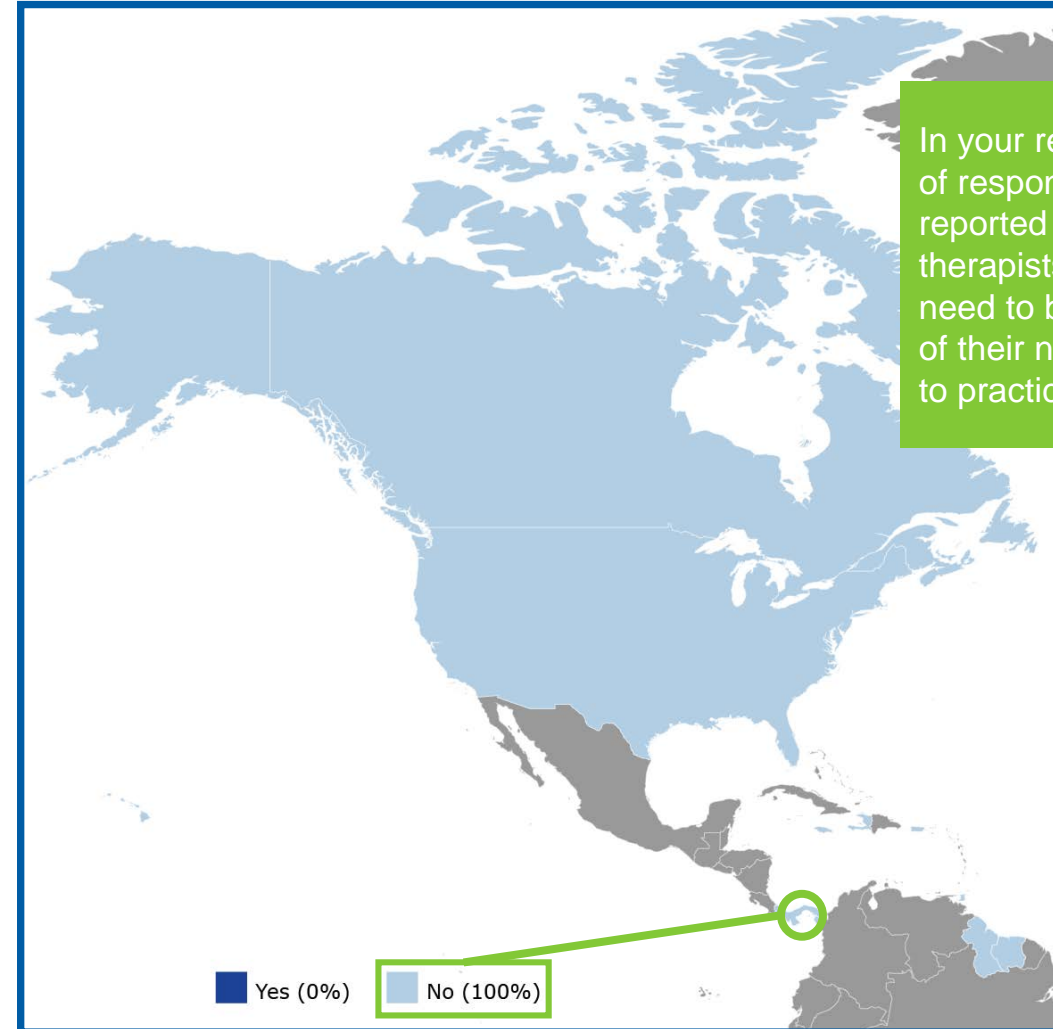 In your re
of respon
reported
therapists
need to b
of their n
to practic
Yes (0%)
No (100%)